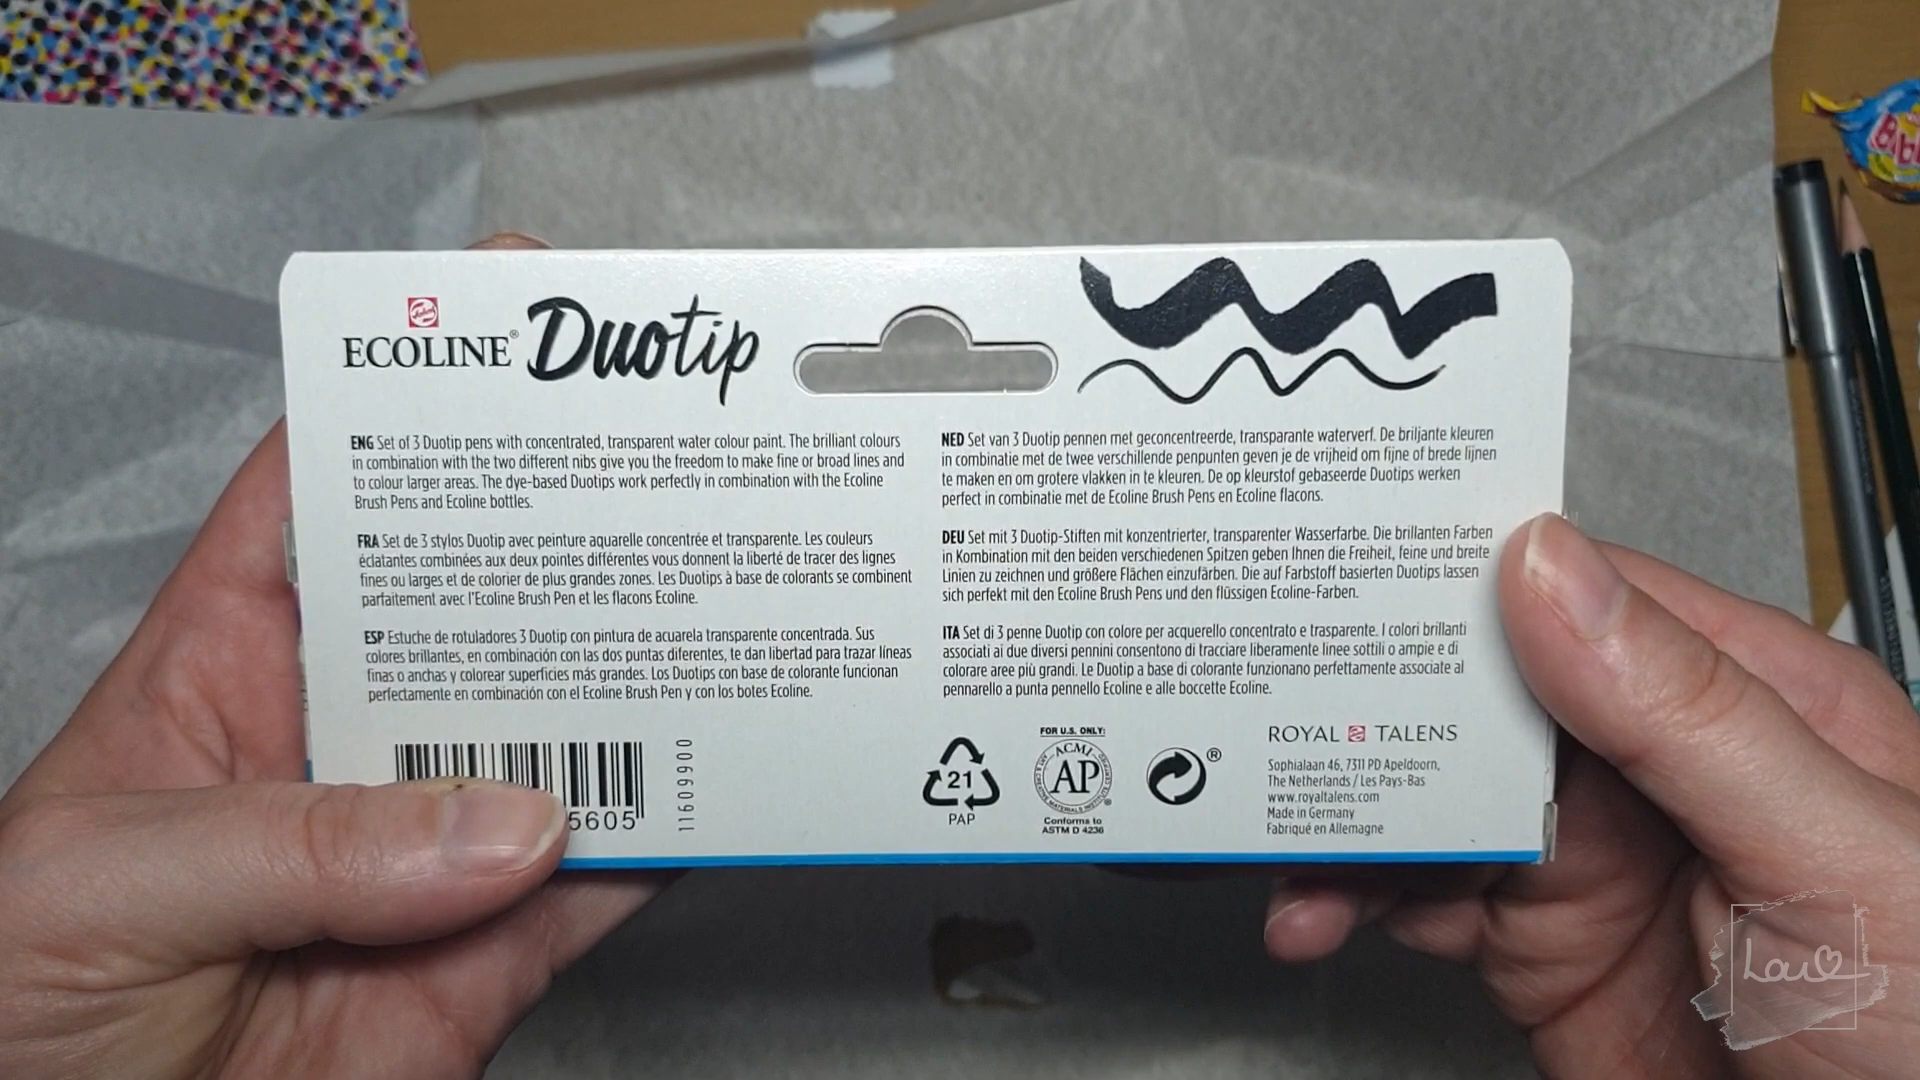 ECOLINE® Duotip
ENG Set of 3 Duotip pens with concentrated, transparent water colour paint. The brilliant colours
in combination with the two different nibs give you the freedom to make fine or broad lines and
to colour larger areas. The dye-based Duotips work perfectly in combination with the Ecoline
Brush Pens and Ecoline bottles.
FRA Set de 3 stylos Duotip avec peinture aquarelle concentrée et transparente. Les couleurs
éclatantes combinées aux deux pointes différentes vous donnent la liberté de tracer des lignes
fines ou larges et de colorier de plus grandes zones. Les Duotips à base de colorants se combinent
parfaitement avec l'Ecoline Brush Pen et les flacons Ecoline.
ESP Estuche de rotuladores 3 Duotip con pintura de acuarela transparente concentrada. Sus
colores brillantes, en combinación con las dos puntas diferentes, te dan libertad para trazar líneas
finas o anchas y colorear superficies más grandes. Los Duotips con base de colorante funcionan
perfectamente en combinación con el Ecoline Brush Pen y con los botes Ecoline.
NED Set van 3 Duotip pennen met geconcentreerde, transparante waterverf. De briljante kleuren
in combinatie met de twee verschillende penpunten geven je de vrijheid om fijne of brede lijnen
te maken en om grotere vlakken in te kleuren. De op kleurstof gebaseerde Duotips werken
perfect in combinatie met de Ecoline Brush Pens en Ecoline flacons.
DEU Set mit 3 Duotip-Stiften mit konzentrierter, transparenter Wasserfarbe. Die brillanten Farben
in Kombination mit den beiden verschiedenen Spitzen geben Ihnen die Freiheit, feine und breite
Linien zu zeichnen und größere Flächen einzufärben. Die auf Farbstoff basierten Duotips lassen
sich perfekt mit den Ecoline Brush Pens und den flüssigen Ecoline-Farben.
ITA Set di 3 penne Duotip con colore per acquerello concentrato e trasparente. I colori brillanti
associati ai due diversi pennini consentono di tracciare liberamente linee sottili o ampie e di
colorare aree più grandi. Le Duotip a base di colorante funzionano perfettamente associate al
pennarello a punta pennello Ecoline e alle boccette Ecoline.
5605
11609900
21
PAP
FOR U.S. ONLY:
ACMI
AP
Conforms to
ASTM D 4236
®
ROYAL TALENS
Sophialaan 46, 7311 PD Apeldoorn,
The Netherlands / Les Pays-Bas
www.royaltalens.com
Made in Germany
Fabriqué en Allemagne